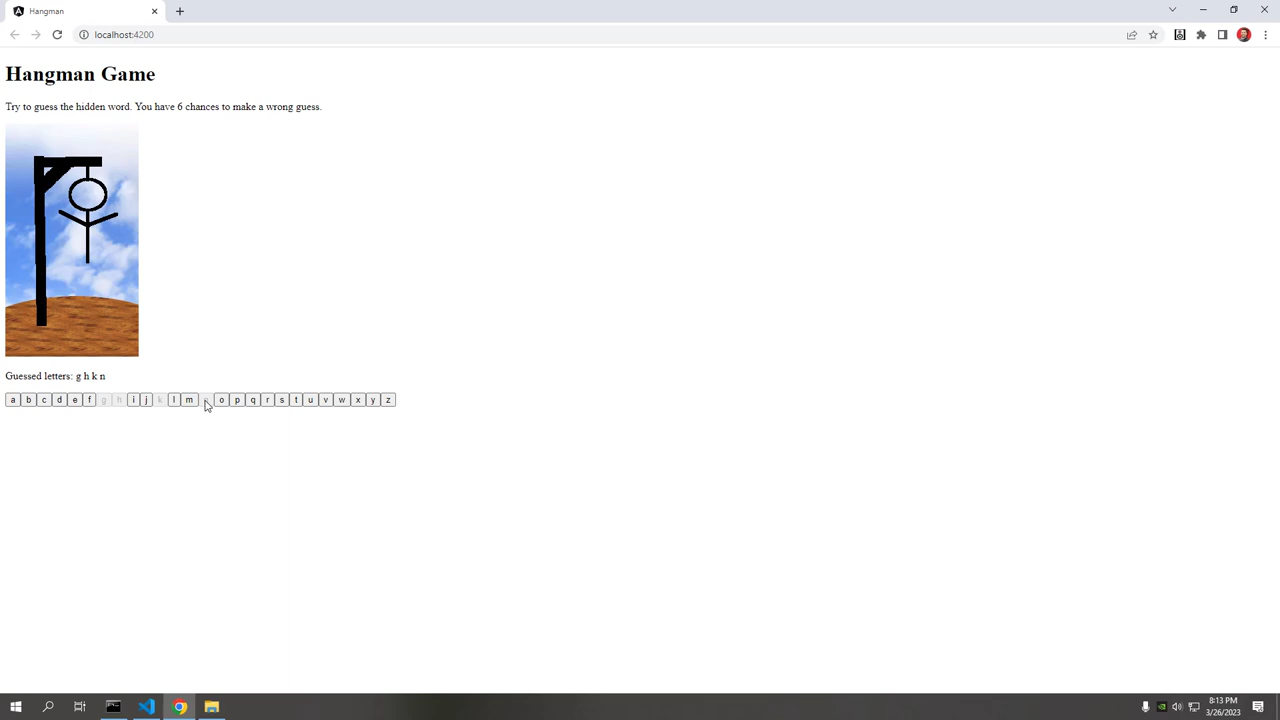 Hangman
localhost:4200
Hangman Game
Try to guess the hidden word. You have 6 chances to make a wrong guess.
Guessed letters: g h k n
a b c d e f g h i j k l m n o p q r s t u v w x y z
8:13 PM
3/26/2023